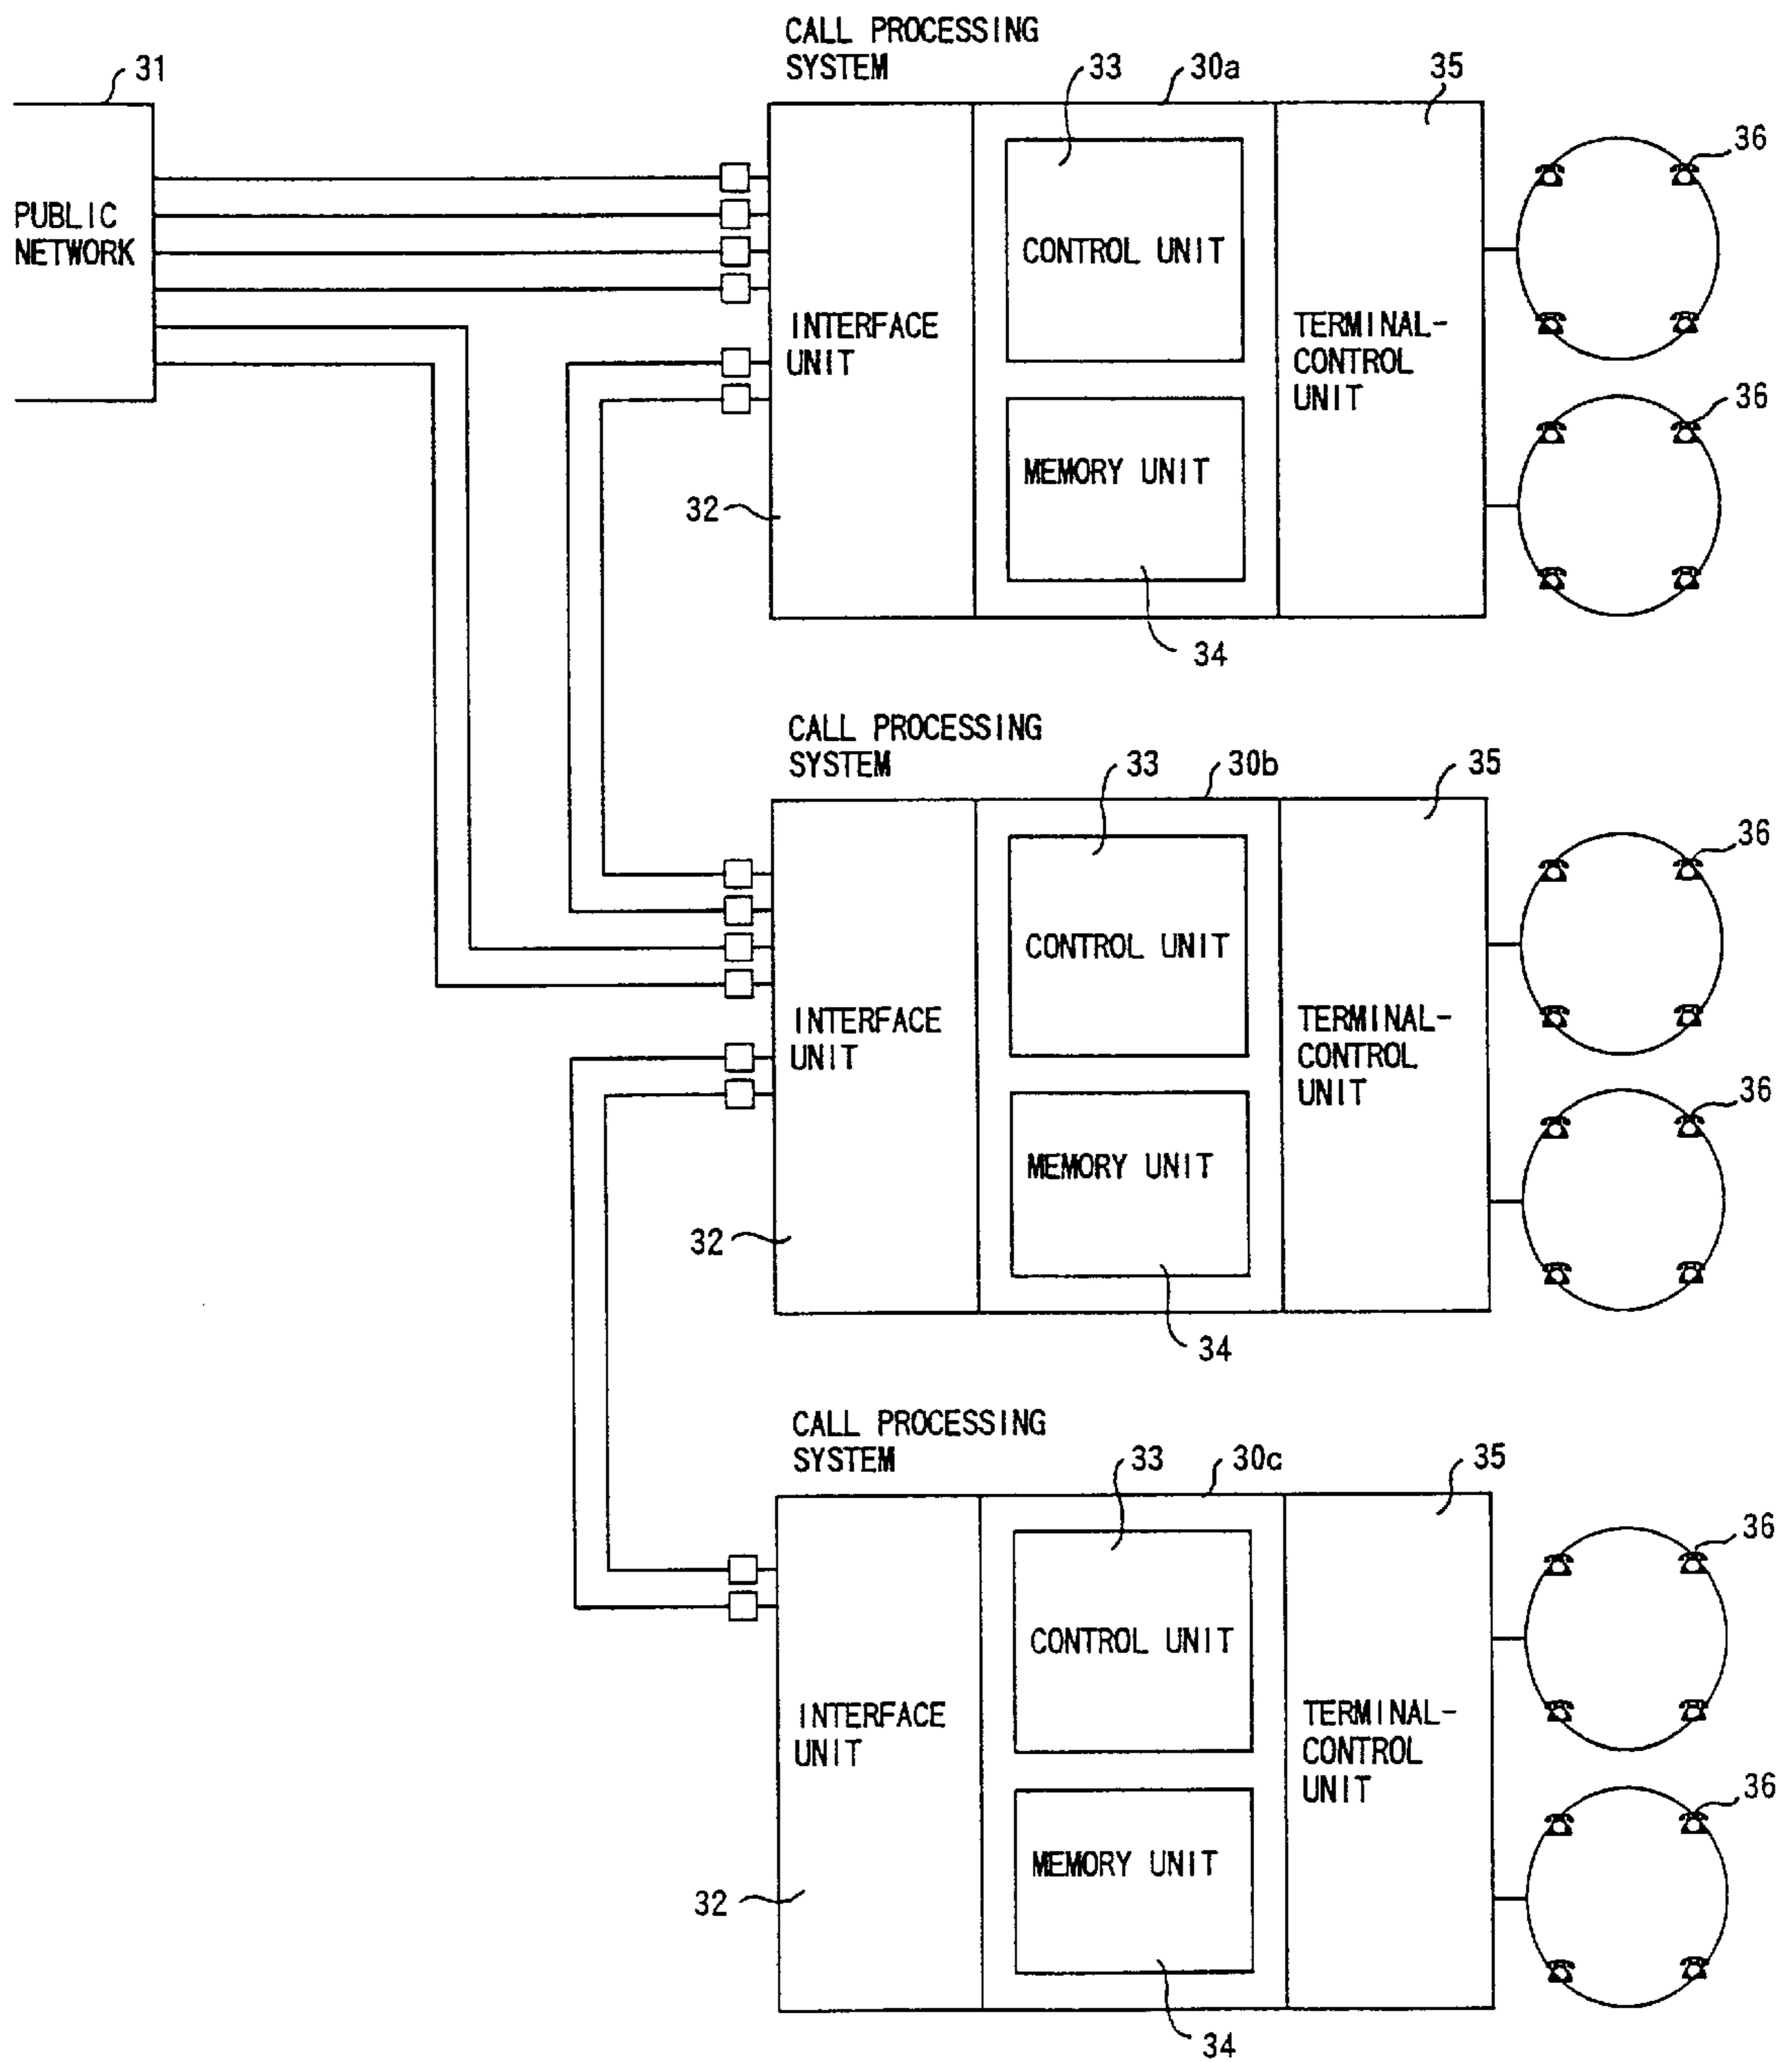 CALL PROCESSING
SYSTEM
31
33
30a
35
36
PUBLIC
NETWORK
CONTROL UNIT
INTERFACE
UNIT
TERMINAL-
CONTROL
UNIT
36
MEMORY UNIT
32
34
CALL PROCESSING
SYSTEM
33
30b
35
36
CONTROL UNIT
INTERFACE
UNIT
TERMINAL-
CONTROL
UNIT
36
MEMORY UNIT
32
34
CALL PROCESSING
SYSTEM
33
30c
35
36
CONTROL UNIT
INTERFACE
UNIT
TERMINAL-
CONTROL
UNIT
36
MEMORY UNIT
32
34